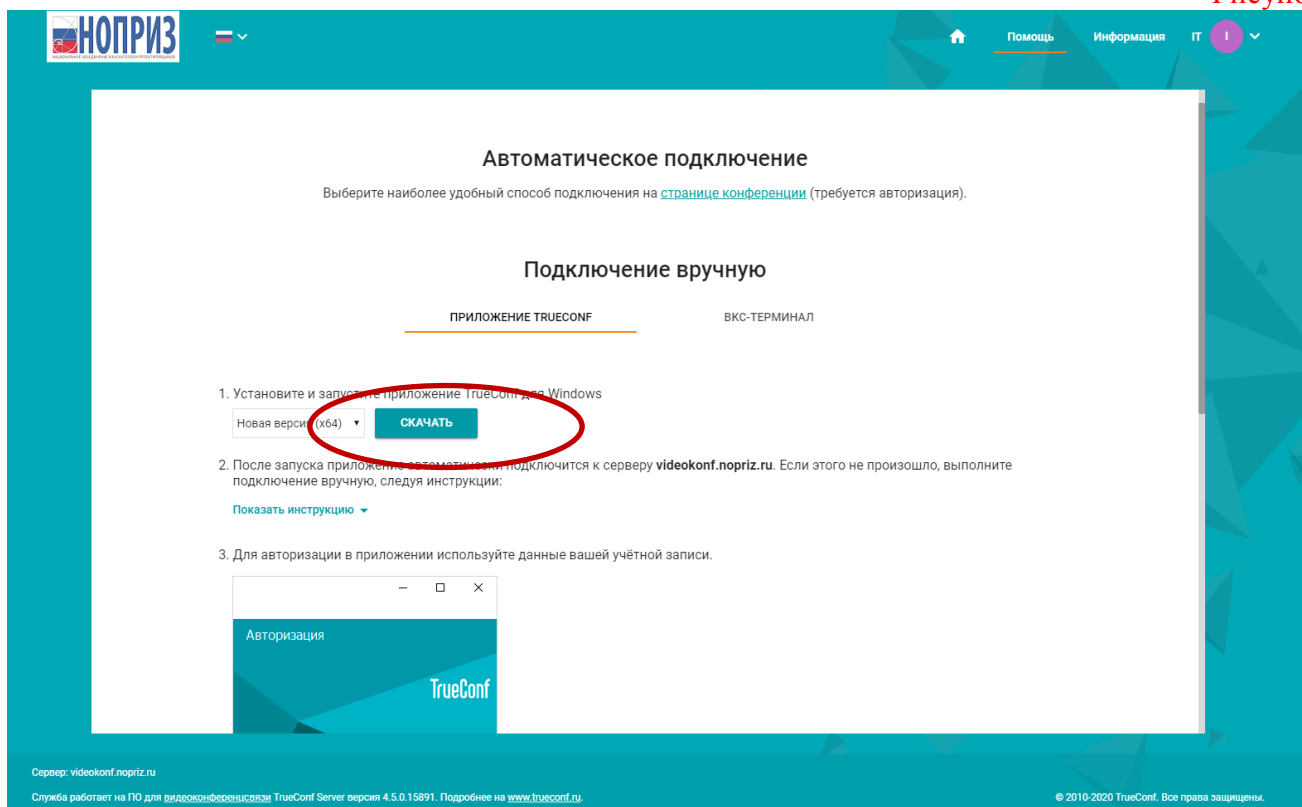 НОПРИЗ
НАЦИОНАЛЬНОЕ ОБЪЕДИНЕНИЕ ИЗЫСКАТЕЛЕЙ И ПРОЕКТИРОВЩИКОВ
Помощь Информация IT I
Автоматическое подключение
Выберите наиболее удобный способ подключения на странице конференции (требуется авторизация).
Подключение вручную
ПРИЛОЖЕНИЕ TRUECONF ВКС-ТЕРМИНАЛ
1. Установите и запустите приложение TrueConf для Windows
Новая версия (x64) СКАЧАТЬ
2. После запуска приложение автоматически подключится к серверу videokonf.nopriz.ru. Если этого не произошло, выполните
подключение вручную, следуя инструкции:
Показать инструкцию
3. Для авторизации в приложении используйте данные вашей учётной записи.
Авторизация
TrueConf
Сервер: videokonf.nopriz.ru
Служба работает на ПО для видеоконференцсвязи TrueConf Server версия 4.5.0.15891. Подробнее на www.trueconf.ru.
© 2010-2020 TrueConf. Все права защищены.